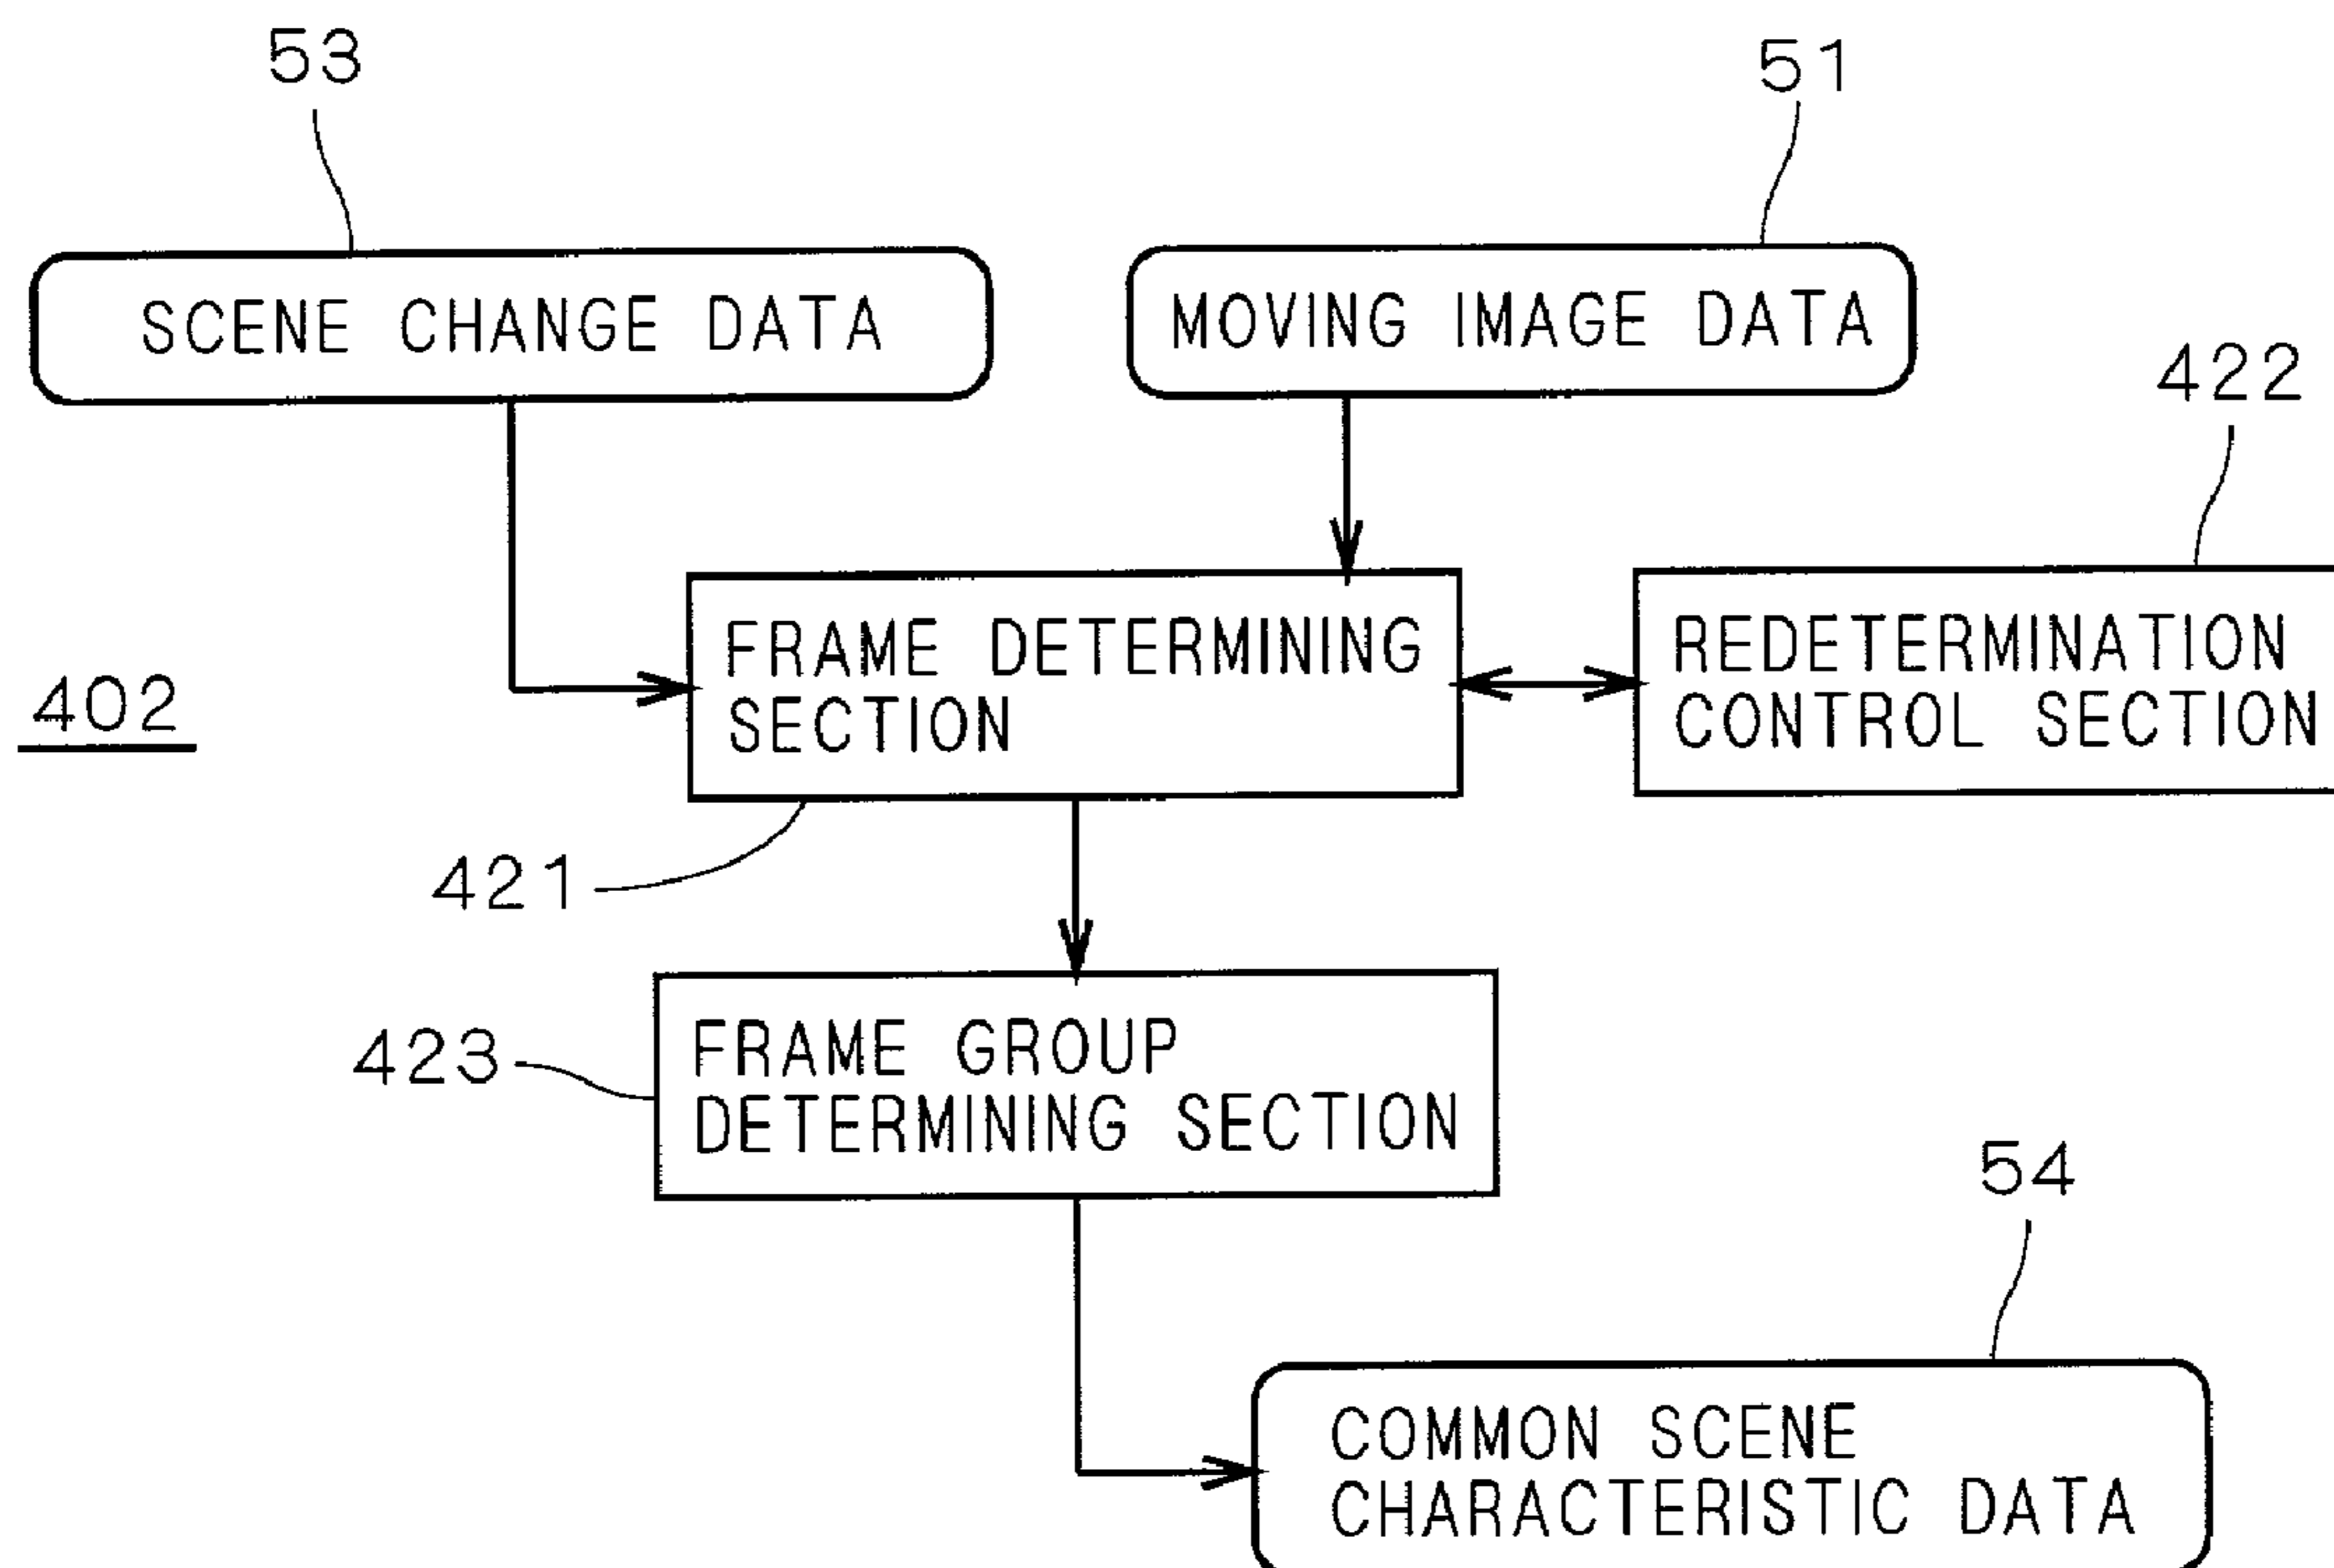 53
51
SCENE CHANGE DATA
MOVING IMAGE DATA
422
FRAME DETERMINING
SECTION
REDETERMINATION
CONTROL SECTION
402
421
FRAME GROUP
DETERMINING SECTION
423
54
COMMON SCENE
CHARACTERISTIC DATA